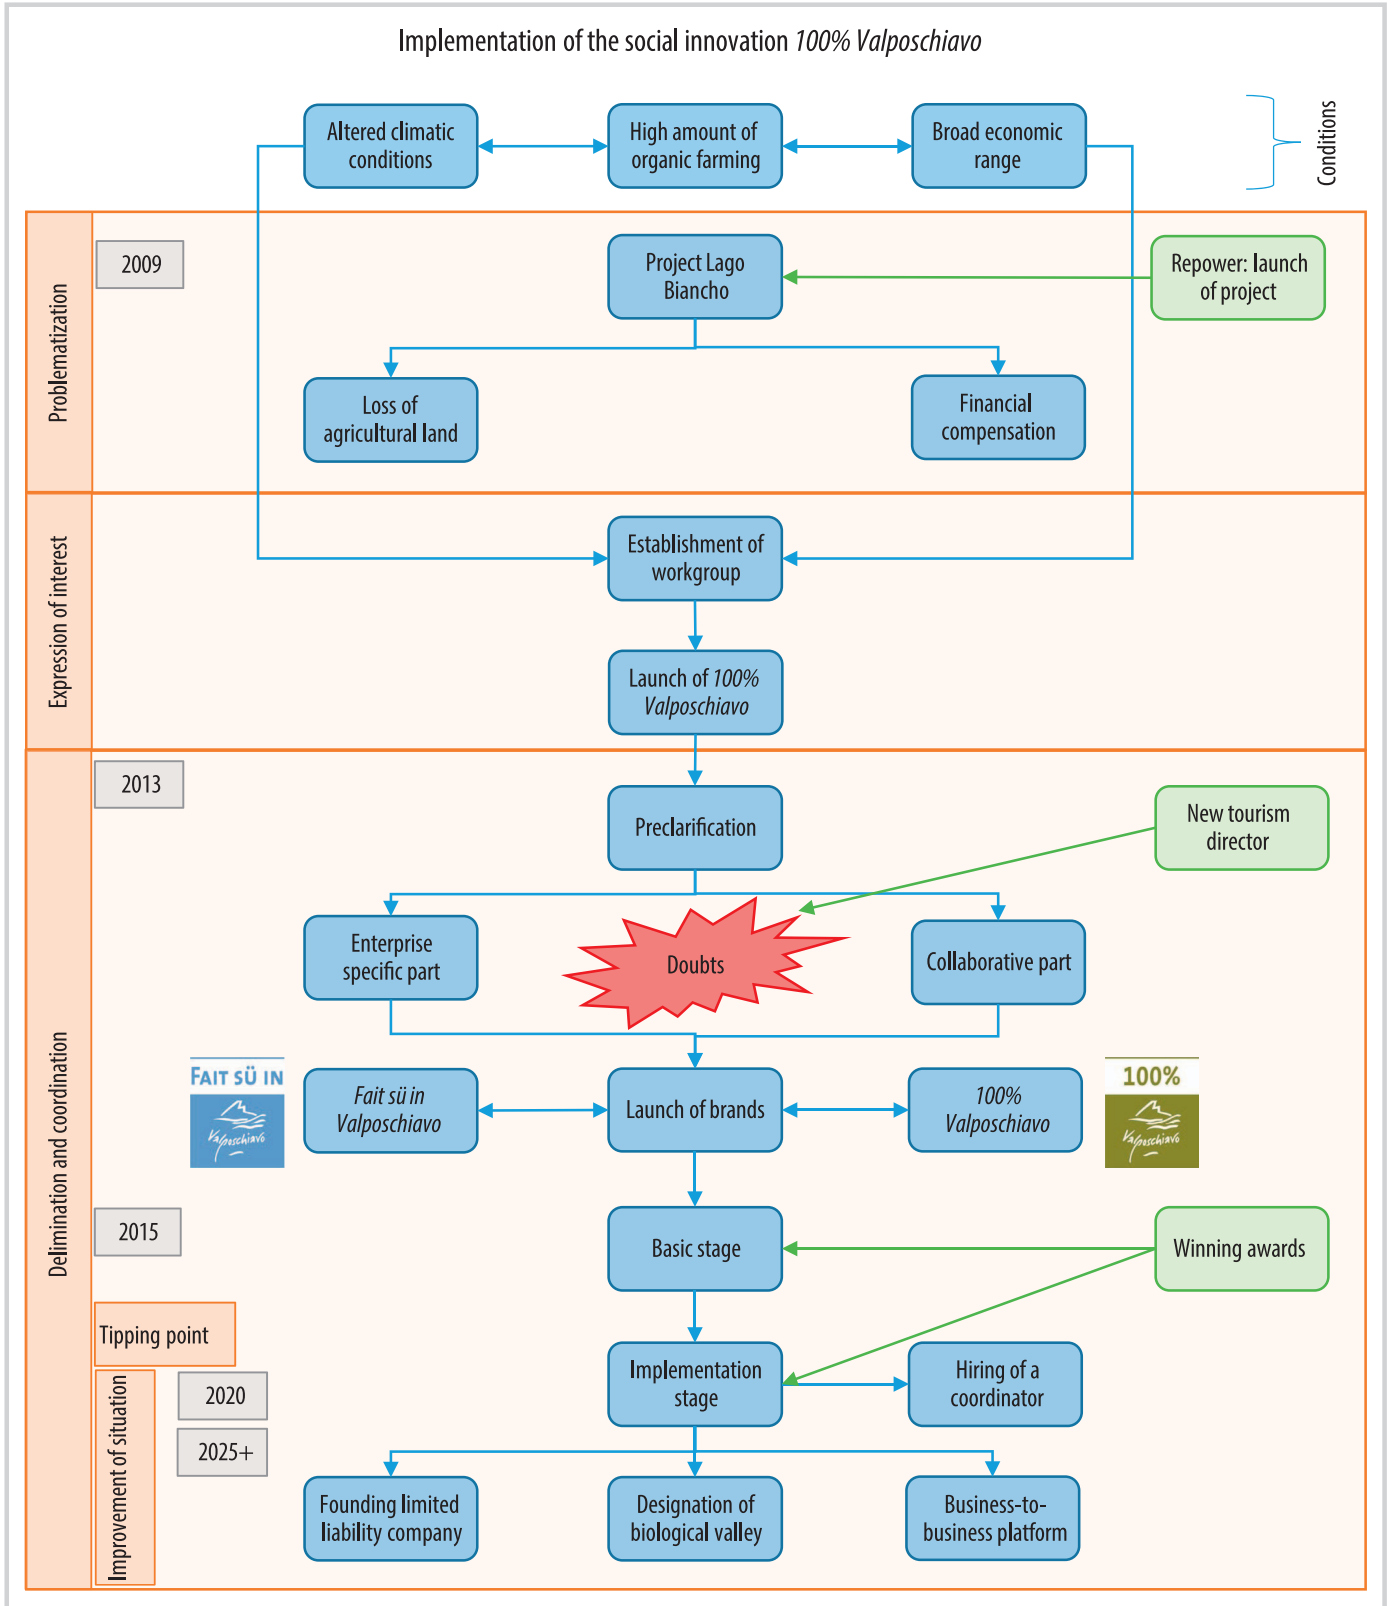 Implementation of the social innovation 100% Valposchiavo
Altered climatic
conditions
High amount of
organic farming
Broad economic
range
Conditions
Problematization
2009
Project Lago
Biancho
Repower: launch
of project
Loss of
agricultural land
Financial
compensation
Expression of interest
Establishment of
workgroup
Launch of 100%
Valposchiavo
Delimination and coordination
2013
Preclarification
New tourism
director
Enterprise
specific part
Doubts
Collaborative part
FAIT SÜ IN
Valposchiavo
Fait sü in
Valposchiavo
Launch of brands
100%
Valposchiavo
100%
Valposchiavo
2015
Basic stage
Winning awards
Tipping point
Improvement of situation
2020
2025+
Implementation
stage
Hiring of a
coordinator
Founding limited
liability company
Designation of
biological valley
Business-to-
business platform